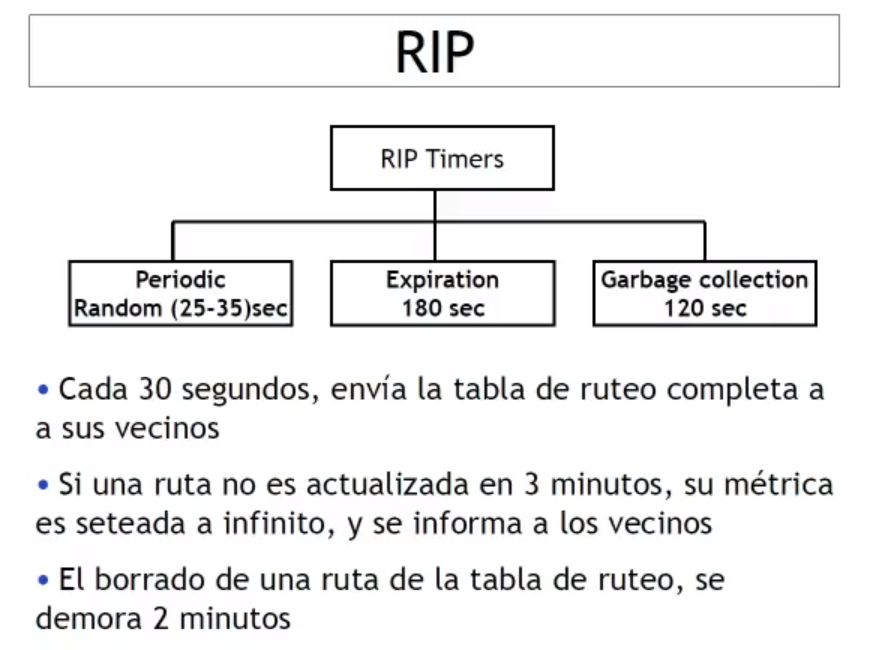 RIP
RIP Timers
Periodic
Random (25-35)sec
Expiration
180 sec
Garbage collection
120 sec
• Cada 30 segundos, envía la tabla de ruteo completa a
a sus vecinos
• Si una ruta no es actualizada en 3 minutos, su métrica
es seteada a infinito, y se informa a los vecinos
• El borrado de una ruta de la tabla de ruteo, se
demora 2 minutos